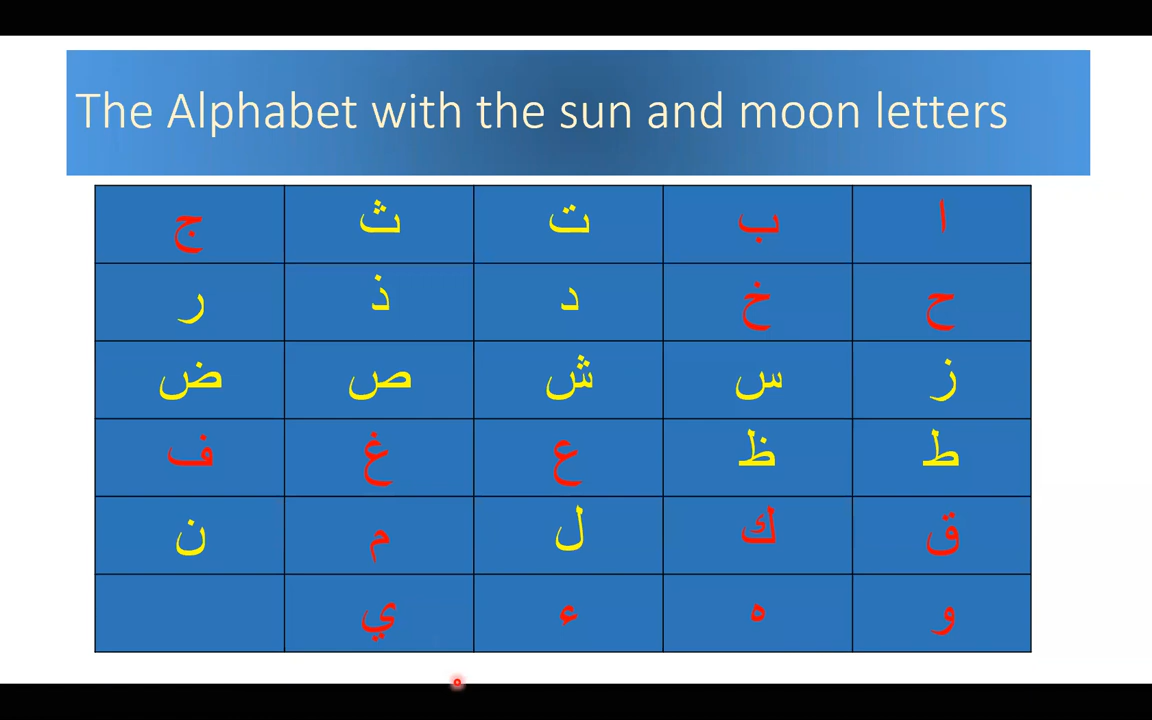 The Alphabet with the sun and moon letters
ا ب ت ث ج
ح خ د ذ ر
ز س ش ص ض
ط ظ ع غ ف
ق ك ل م ن
و ه ء ي